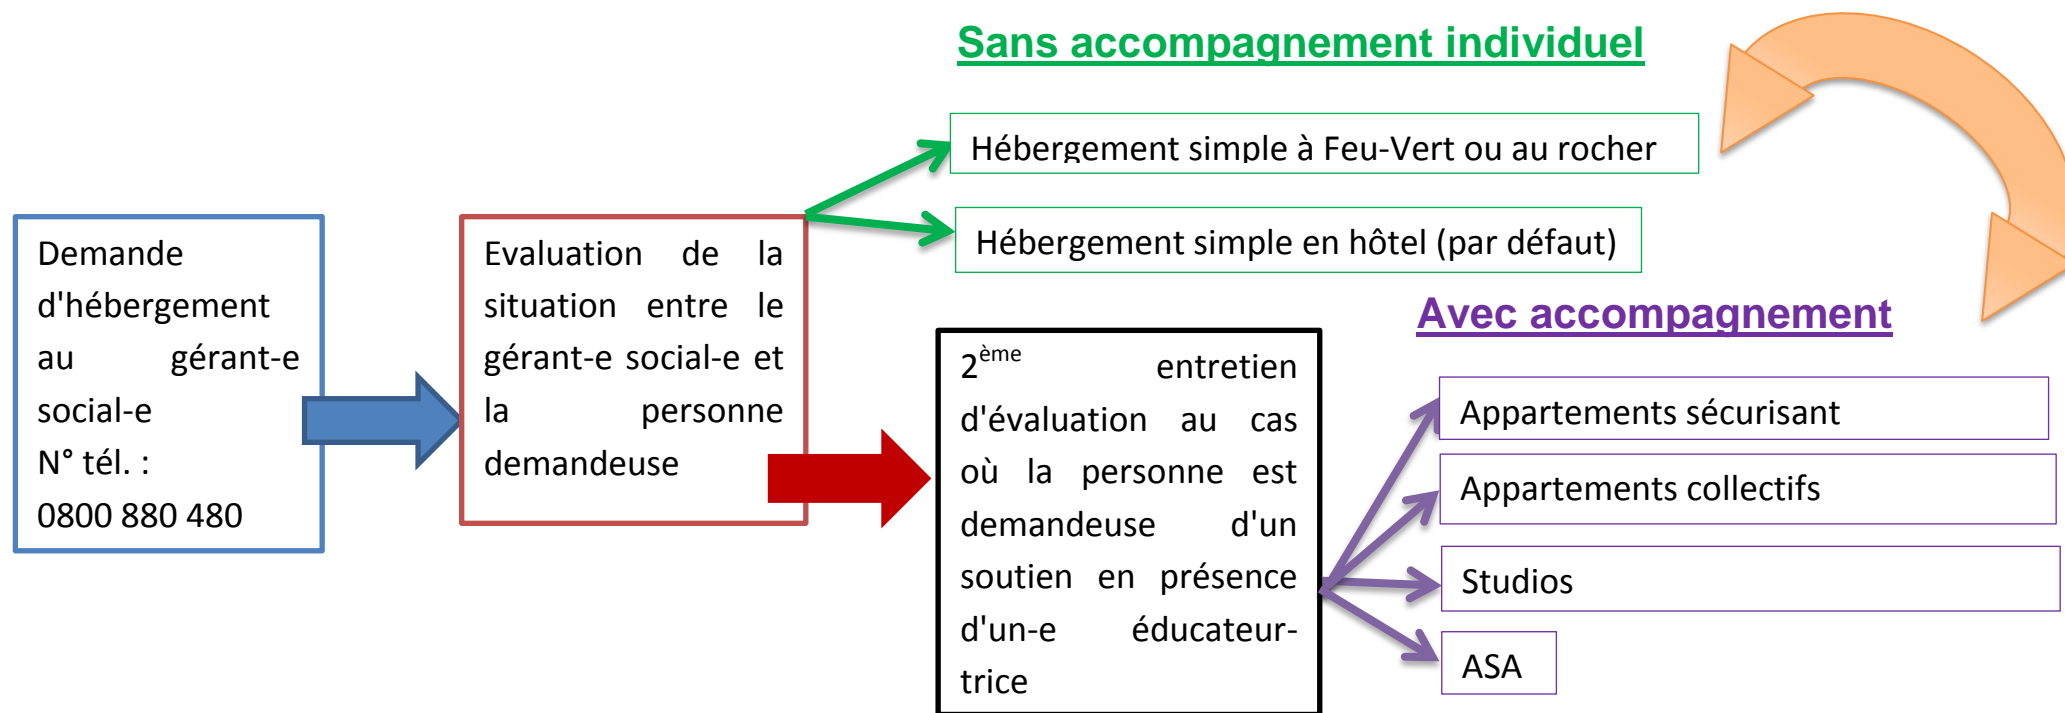 Sans accompagnement individuel
Hébergement simple à Feu-Vert ou au rocher
Hébergement simple en hôtel (par défaut)
Demande
d'hébergement
au gérant-e
social-e
N° tél. :
0800 880 480
Evaluation de la
situation entre le
gérant-e social-e et
la personne
demandeuse
2ème entretien
d'évaluation au cas
où la personne est
demandeuse d'un
soutien en présence
d'un-e éducateur-
trice
Avec accompagnement
Appartements sécurisant
Appartements collectifs
Studios
ASA